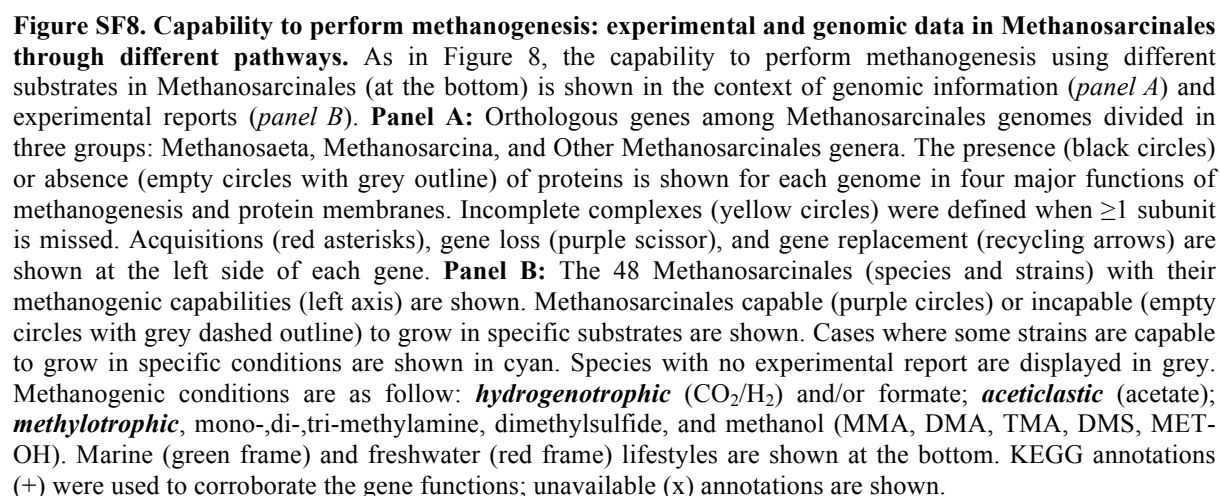 Figure SF8. Capability to perform methanogenesis: experimental and genomic data in Methanosarcinales
through different pathways. As in Figure 8, the capability to perform methanogenesis using different
substrates in Methanosarcinales (at the bottom) is shown in the context of genomic information (panel A) and
experimental reports (panel B). Panel A: Orthologous genes among Methanosarcinales genomes divided in
three groups: Methanosaeta, Methanosarcina, and Other Methanosarcinales genera. The presence (black circles)
or absence (empty circles with grey outline) of proteins is shown for each genome in four major functions of
methanogenesis and protein membranes. Incomplete complexes (yellow circles) were defined when ≥1 subunit
is missed. Acquisitions (red asterisks), gene loss (purple scissor), and gene replacement (recycling arrows) are
shown at the left side of each gene. Panel B: The 48 Methanosarcinales (species and strains) with their
methanogenic capabilities (left axis) are shown. Methanosarcinales capable (purple circles) or incapable (empty
circles with grey dashed outline) to grow in specific substrates are shown. Cases where some strains are capable
to grow in specific conditions are shown in cyan. Species with no experimental report are displayed in grey.
Methanogenic conditions are as follow: hydrogenotrophic (CO₂/H₂) and/or formate; aceticlastic (acetate);
methylotrophic, mono-,di-,tri-methylamine, dimethylsulfide, and methanol (MMA, DMA, TMA, DMS, MET-
OH). Marine (green frame) and freshwater (red frame) lifestyles are shown at the bottom. KEGG annotations
(+) were used to corroborate the gene functions; unavailable (x) annotations are shown.